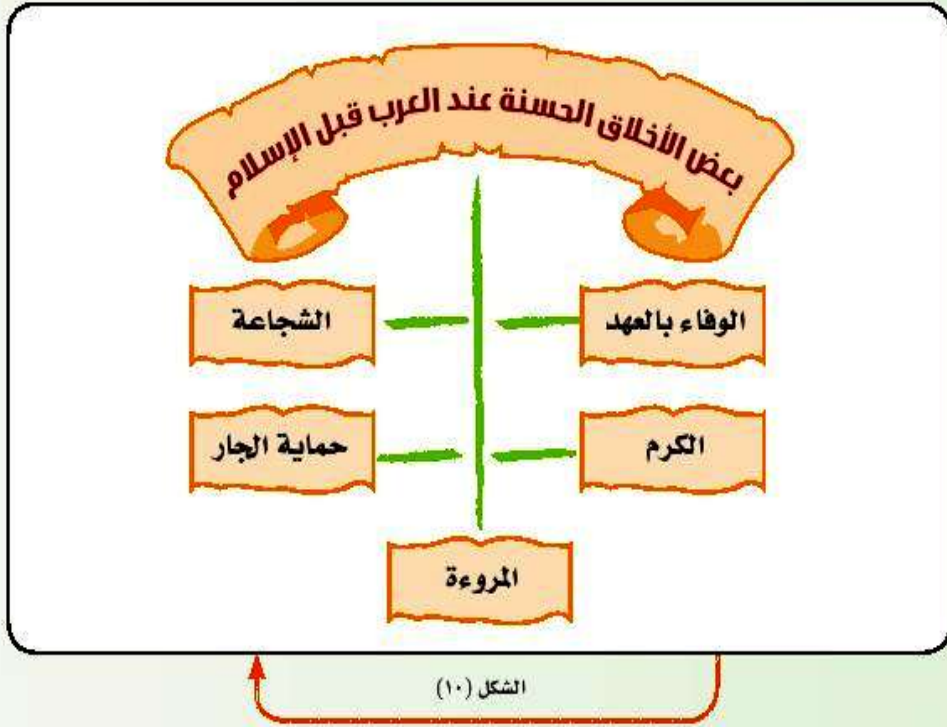 بعض الأخلاق الحسنة عند العرب قبل الإسلام
الوفاء بالعهد
الشجاعة
الكرم
حماية الجار
المروءة
الشكل (١٠)